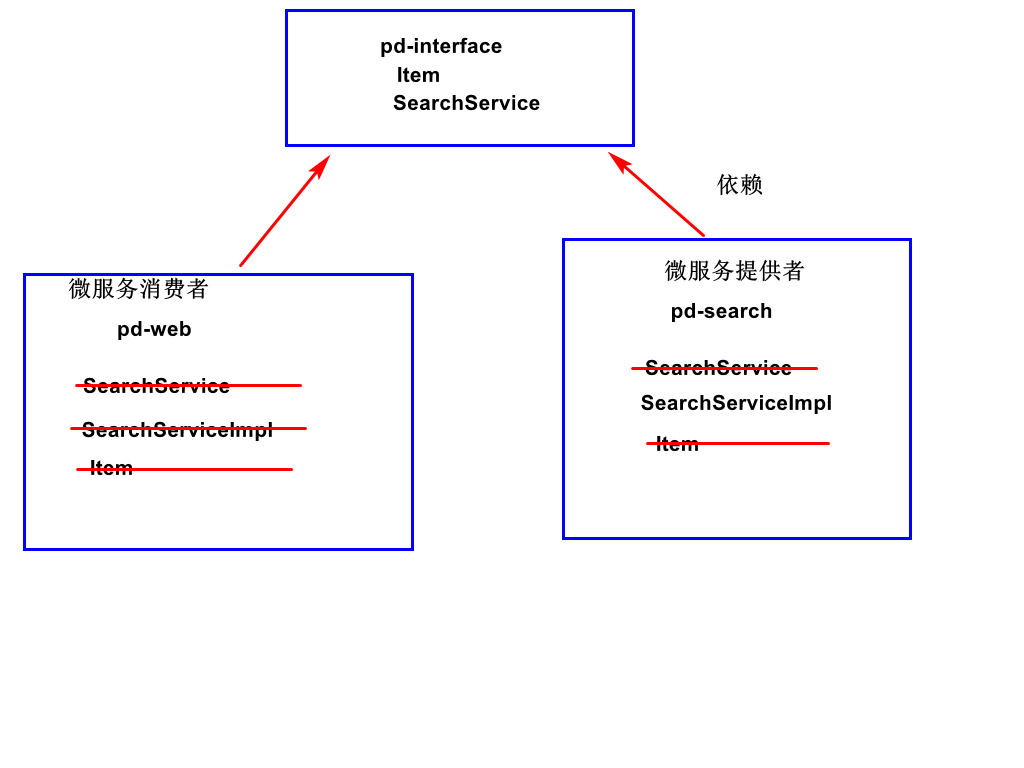 pd-interface
Item
SearchService
依赖
微服务消费者
pd-web
SearchService
SearchServiceImpl
Item
微服务提供者
pd-search
SearchService
SearchServiceImpl
Item